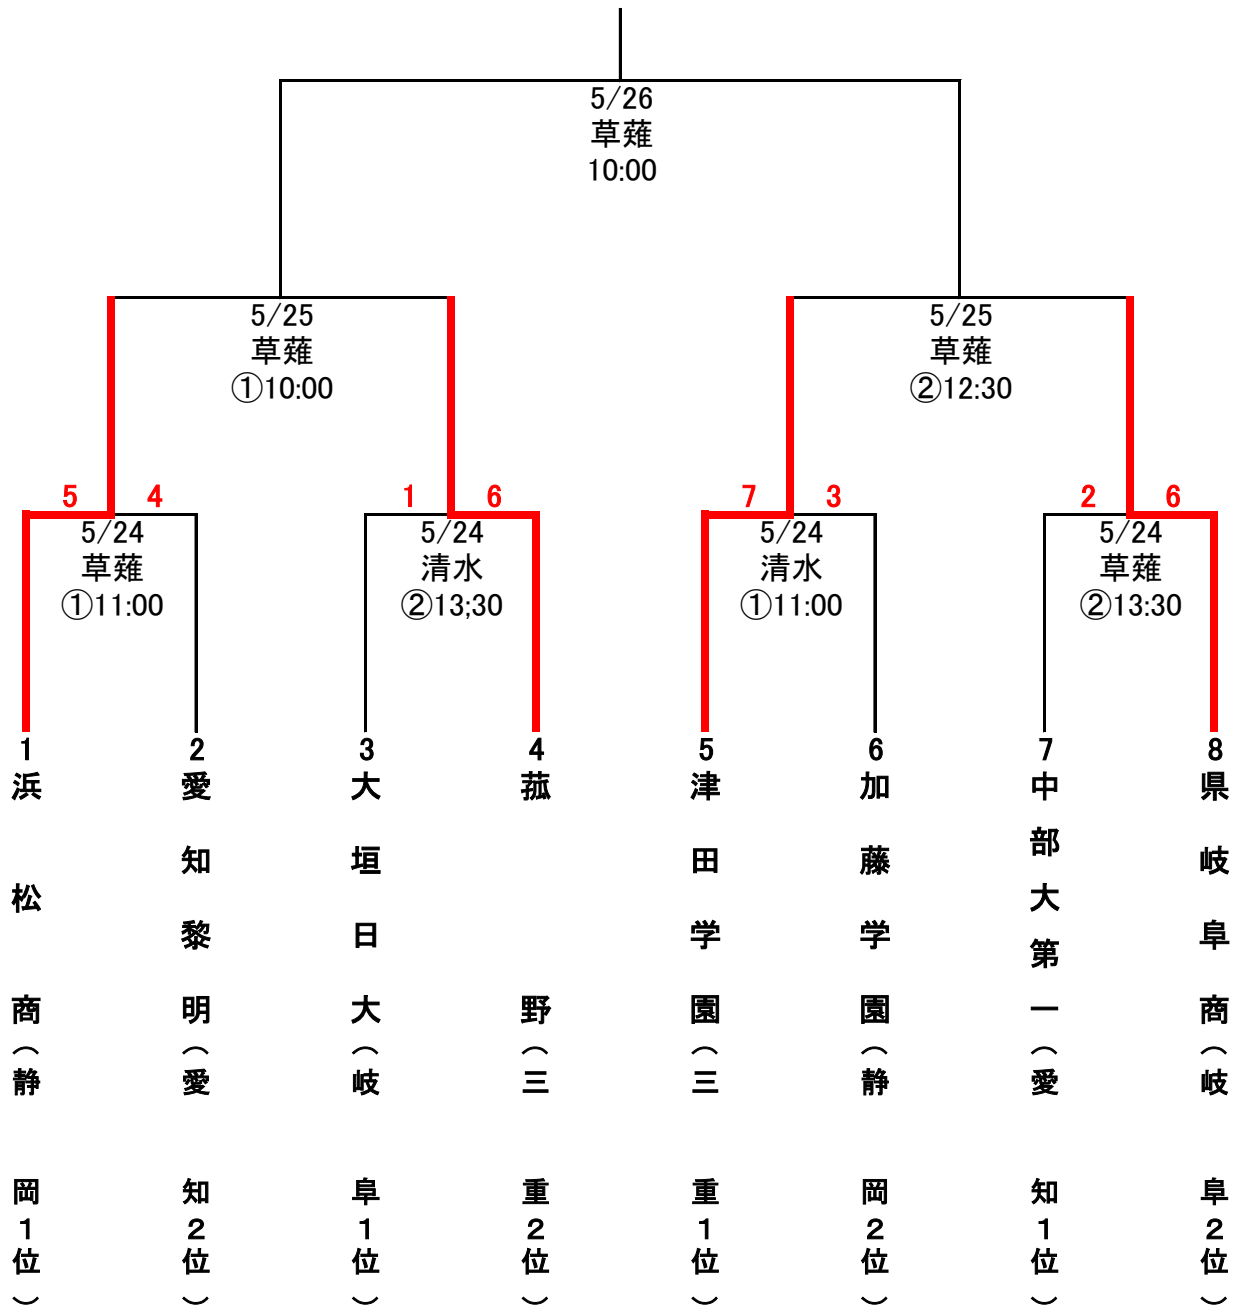 5/26
草薙
10:00
5/25
草薙
①10:00
5/25
草薙
②12:30
5 4
1 6
7 3
2 6
5/24
草薙
①11:00
5/24
清水
②13;30
5/24
清水
①11:00
5/24
草薙
②13:30
1
浜松商(静岡1位)
2
愛知黎明(愛知2位)
3
大垣日大(岐阜1位)
4
菰野(三重2位)
5
津田学園(三重1位)
6
加藤学園(静岡2位)
7
中部大第一(愛知1位)
8
県岐阜商(岐阜2位)